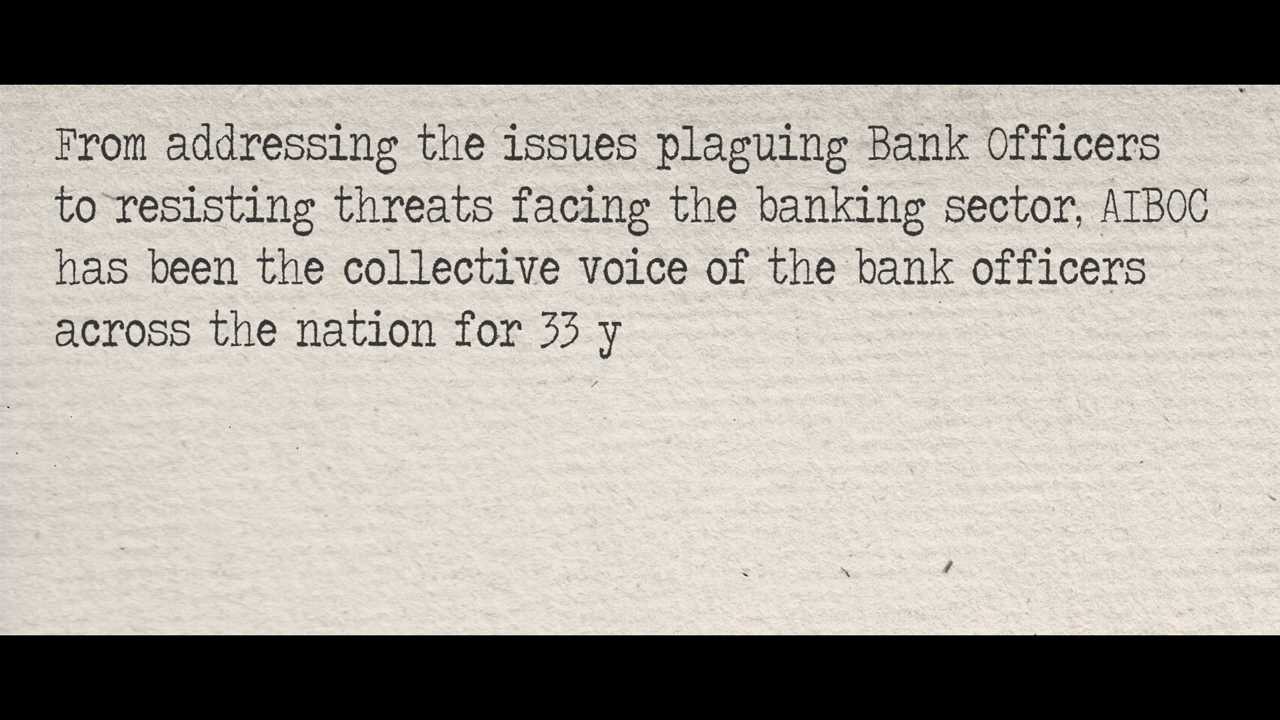 From addressing the issues plaguing Bank Officers
to resisting threats facing the banking sector, AIBOC
has been the collective voice of the bank officers
across the nation for 33 y